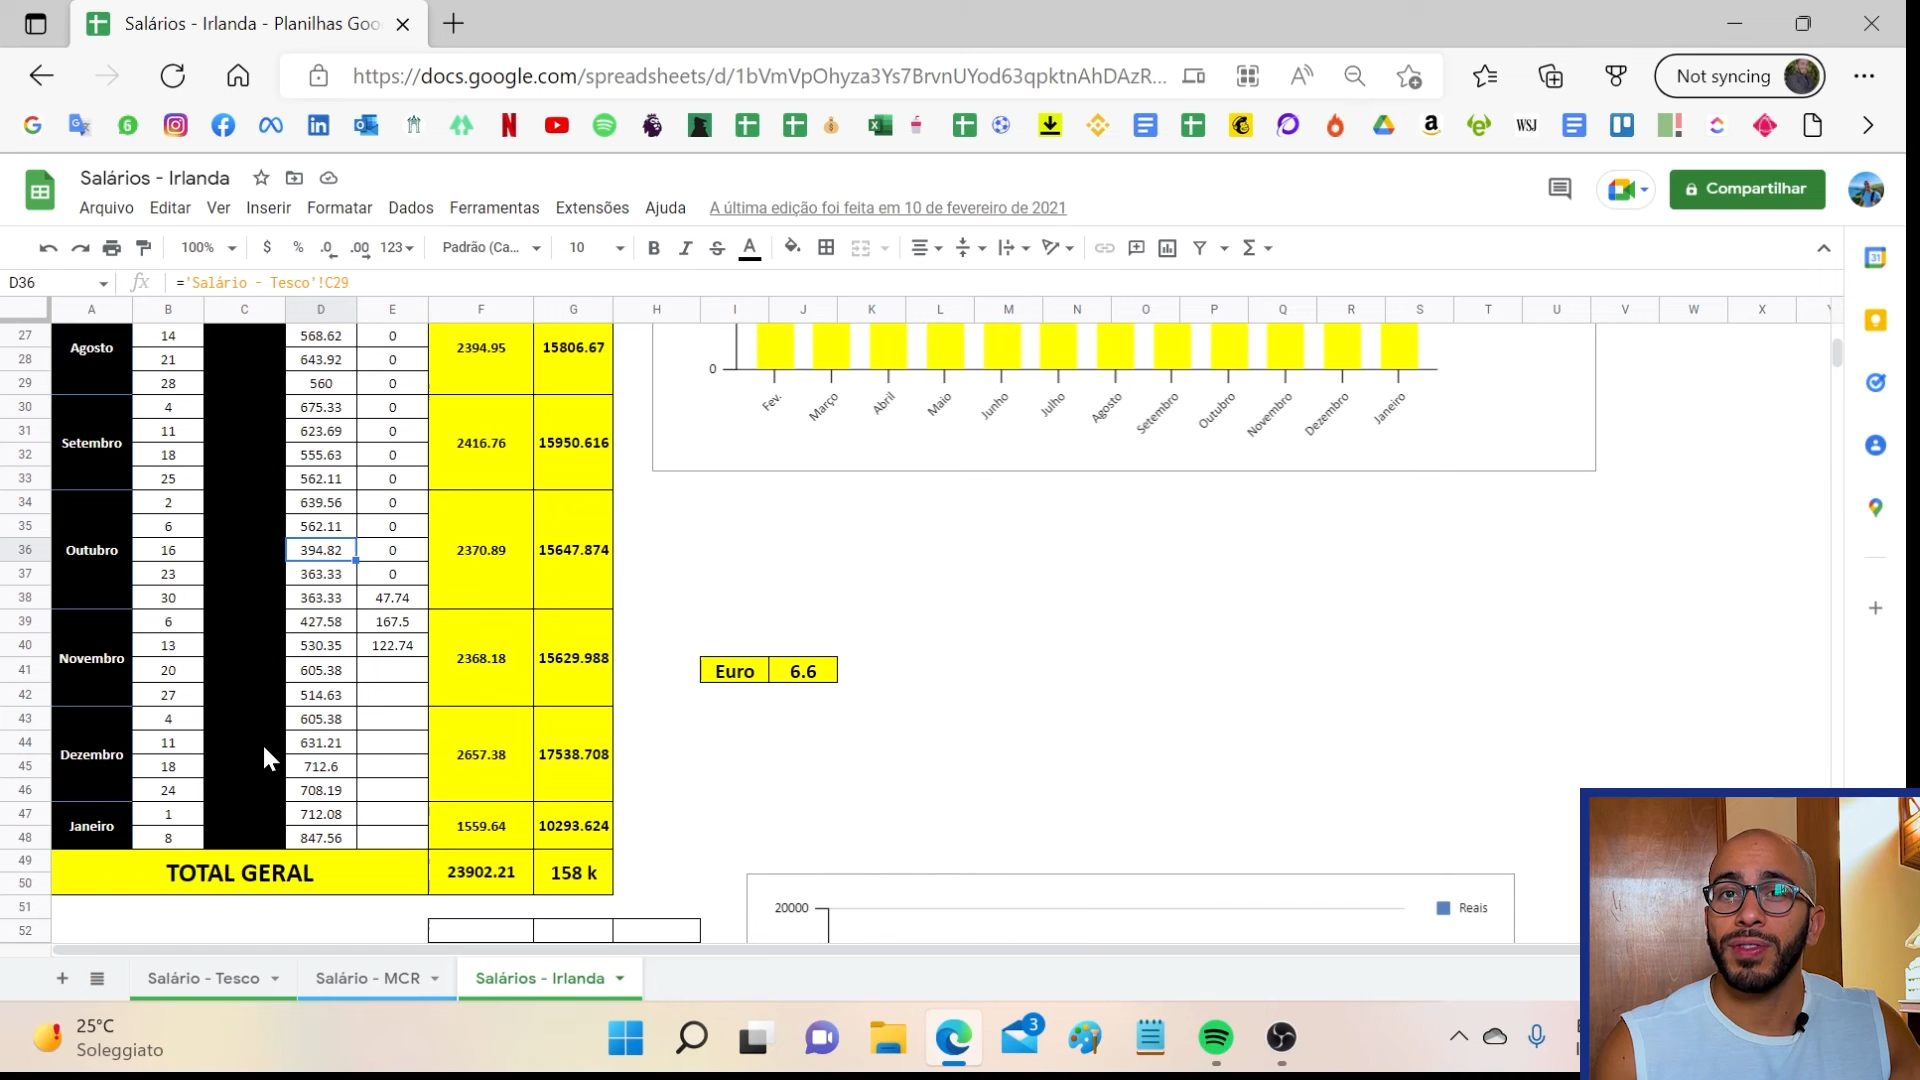 Salários - Irlanda - Planilhas Goo
https://docs.google.com/spreadsheets/d/1bVmVpOhyza3Ys7BrvnUYod63qpktnAhDAzR...
Not syncing
6
WSJ
Salários - Irlanda
Arquivo Editar Ver Inserir Formatar Dados Ferramentas Extensões Ajuda A última edição foi feita em 10 de fevereiro de 2021
Compartilhar
100% $ % .0 .00 123 Padrão (Ca... 10 B I S A Σ
31
D36 fx ='Salário - Tesco'!C29
A B C D E F G H I J K L M N O P Q R S T U V W X
27 14 568.62 0
Agosto 2394.95 15806.67
28 21 643.92 0
29 28 560 0
30 4 675.33 0
31 11 623.69 0
Setembro 2416.76 15950.616
32 18 555.63 0
33 25 562.11 0
34 2 639.56 0
35 6 562.11 0
36 Outubro 16 394.82 0 2370.89 15647.874
37 23 363.33 0
38 30 363.33 47.74
39 6 427.58 167.5
40 13 530.35 122.74
Novembro 2368.18 15629.988
41 20 605.38
42 27 514.63
43 4 605.38
44 11 631.21
Dezembro 2657.38 17538.708
45 18 712.6
46 24 708.19
47 1 712.08
Janeiro 1559.64 10293.624
48 8 847.56
49
TOTAL GERAL 23902.21 158 k
50
51
52
0
Fev. Março Abril Maio Junho Julho Agosto Setembro Outubro Novembro Dezembro Janeiro
Euro 6.6
20000
Reais
Salário - Tesco Salário - MCR Salários - Irlanda
25°C
Soleggiato
3